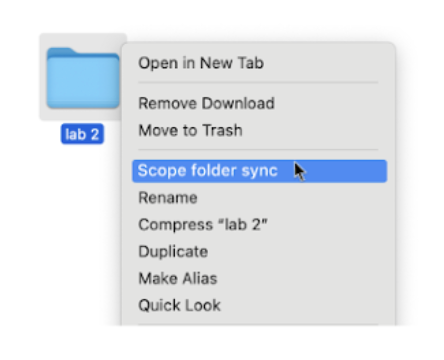 lab 2
Open in New Tab
Remove Download
Move to Trash
Scope folder sync
Rename
Compress “lab 2”
Duplicate
Make Alias
Quick Look